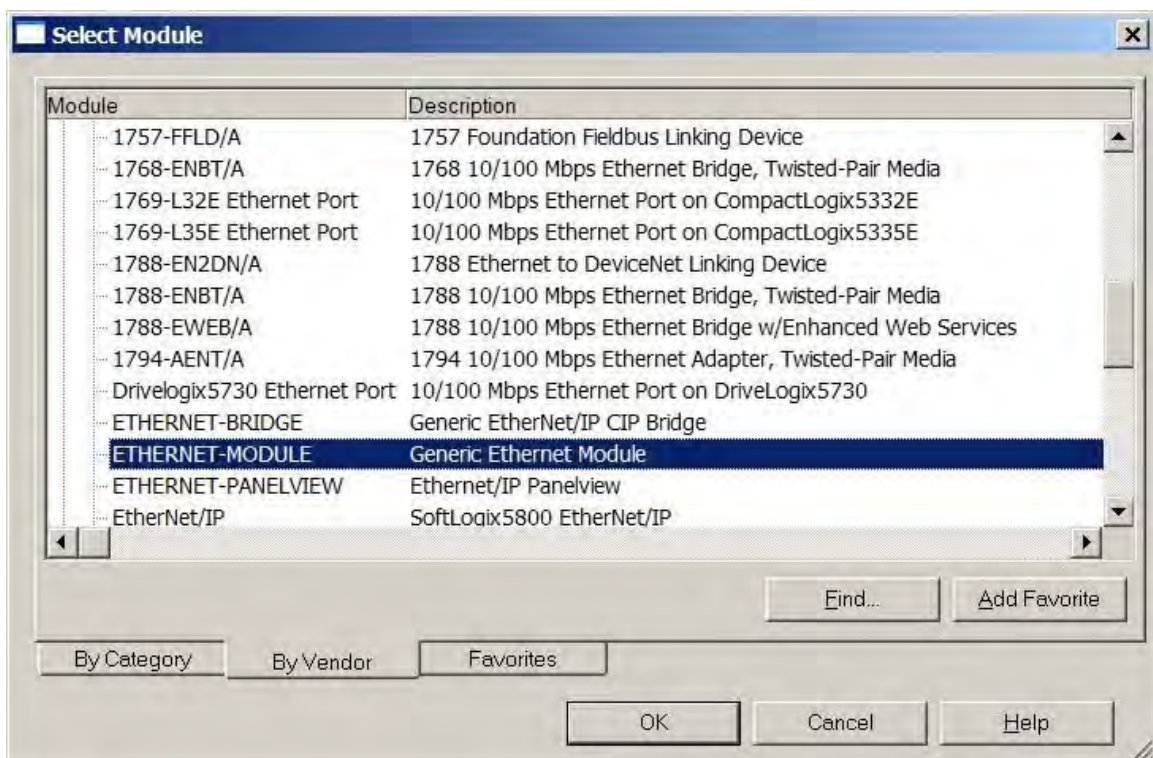 Select Module
Module Description
1757-FFLD/A 1757 Foundation Fieldbus Linking Device
1768-ENBT/A 1768 10/100 Mbps Ethernet Bridge, Twisted-Pair Media
1769-L32E Ethernet Port 10/100 Mbps Ethernet Port on CompactLogix5332E
1769-L35E Ethernet Port 10/100 Mbps Ethernet Port on CompactLogix5335E
1788-EN2DN/A 1788 Ethernet to DeviceNet Linking Device
1788-ENBT/A 1788 10/100 Mbps Ethernet Bridge, Twisted-Pair Media
1788-EWEB/A 1788 10/100 Mbps Ethernet Bridge w/Enhanced Web Services
1794-AENT/A 1794 10/100 Mbps Ethernet Adapter, Twisted-Pair Media
Drivelogix5730 Ethernet Port 10/100 Mbps Ethernet Port on DriveLogix5730
ETHERNET-BRIDGE Generic EtherNet/IP CIP Bridge
ETHERNET-MODULE Generic Ethernet Module
ETHERNET-PANELVIEW Ethernet/IP Panelview
EtherNet/IP SoftLogix5800 EtherNet/IP
Find... Add Favorite
By Category By Vendor Favorites
OK Cancel Help